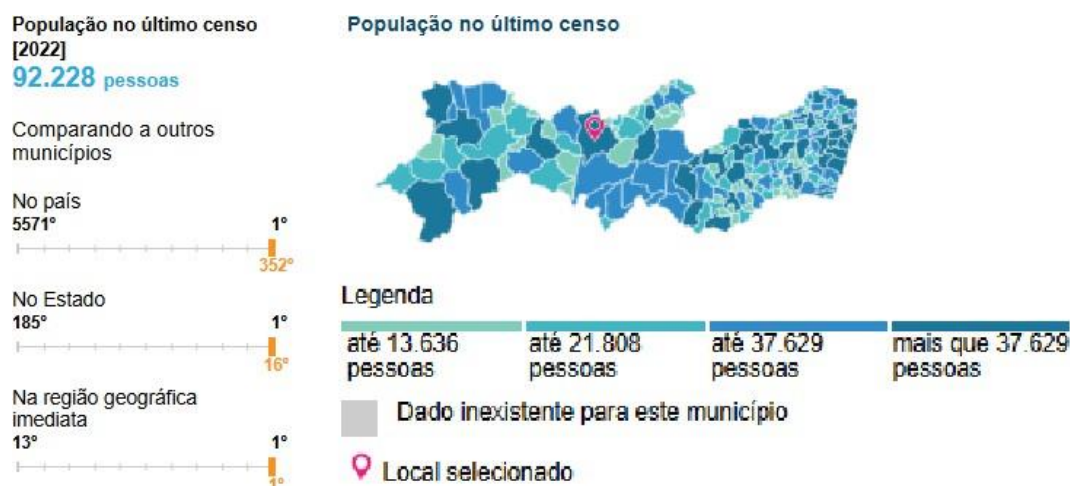 População no último censo
[2022]
92.228 pessoas
Comparando a outros
municípios
No país
5571° 1°
352°
No Estado
185° 1°
16°
Na região geográfica
imediata
13° 1°
1°
População no último censo
Legenda
até 13.636
pessoas
até 21.808
pessoas
até 37.629
pessoas
mais que 37.629
pessoas
Dado inexistente para este município
Local selecionado